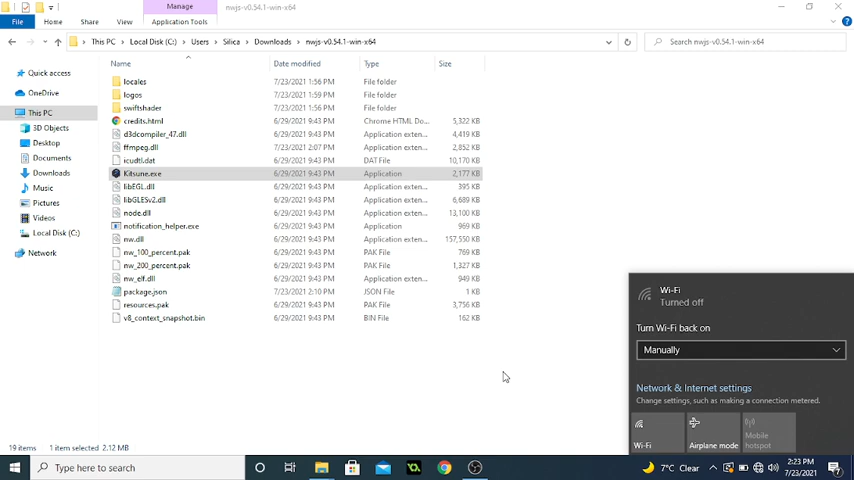 Manage nwjs-v0.54.1-win-x64
File Home Share View Application Tools
This PC Local Disk (C:) Users Silica Downloads nwjs-v0.54.1-win-x64 Search nwjs-v0.54.1-win-x64
Name Date modified Type Size
Quick access
OneDrive
This PC
3D Objects
Desktop
Documents
Downloads
Music
Pictures
Videos
Local Disk (C:)
Network
locales 7/23/2021 1:56 PM File folder
logos 7/23/2021 1:59 PM File folder
swiftshader 7/23/2021 1:56 PM File folder
credits.html 6/29/2021 9:43 PM Chrome HTML Do... 5,322 KB
d3dcompiler_47.dll 6/29/2021 9:43 PM Application exten... 4,419 KB
ffmpeg.dll 7/23/2021 2:07 PM Application exten... 2,852 KB
icudtl.dat 6/29/2021 9:43 PM DAT File 10,170 KB
Kitsune.exe 6/29/2021 9:43 PM Application 2,177 KB
libEGL.dll 6/29/2021 9:43 PM Application exten... 395 KB
libGLESv2.dll 6/29/2021 9:43 PM Application exten... 6,689 KB
node.dll 6/29/2021 9:43 PM Application exten... 13,100 KB
notification_helper.exe 6/29/2021 9:43 PM Application 969 KB
nw.dll 6/29/2021 9:43 PM Application exten... 157,550 KB
nw_100_percent.pak 6/29/2021 9:43 PM PAK File 769 KB
nw_200_percent.pak 6/29/2021 9:43 PM PAK File 1,327 KB
nw_elf.dll 6/29/2021 9:43 PM Application exten... 949 KB
package.json 7/23/2021 2:10 PM JSON File 1 KB
resources.pak 6/29/2021 9:43 PM PAK File 3,756 KB
v8_context_snapshot.bin 6/29/2021 9:43 PM BIN File 162 KB
Wi-Fi
Turned off
Turn Wi-Fi back on
Manually
Network & Internet settings
Change settings, such as making a connection metered.
Wi-Fi Airplane mode Mobile hotspot
19 items 1 item selected 2.12 MB
Type here to search
7°C Clear
2:23 PM
7/23/2021
7